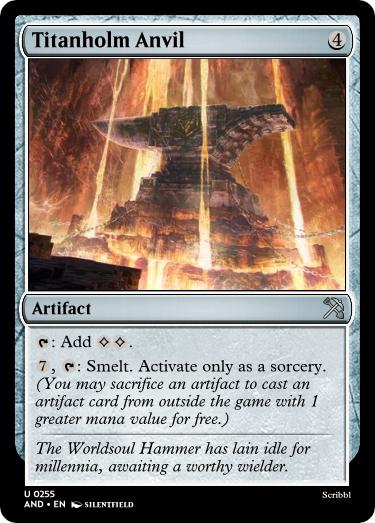 Titanholm Anvil 4
Artifact
: Add .
7, : Smelt. Activate only as a sorcery.
(You may sacrifice an artifact to cast an
artifact card from outside the game with 1
greater mana value for free.)
The Worldsoul Hammer has lain idle for
millennia, awaiting a worthy wielder.
U 0255
Scribbl
AND • EN SILENTFIELD